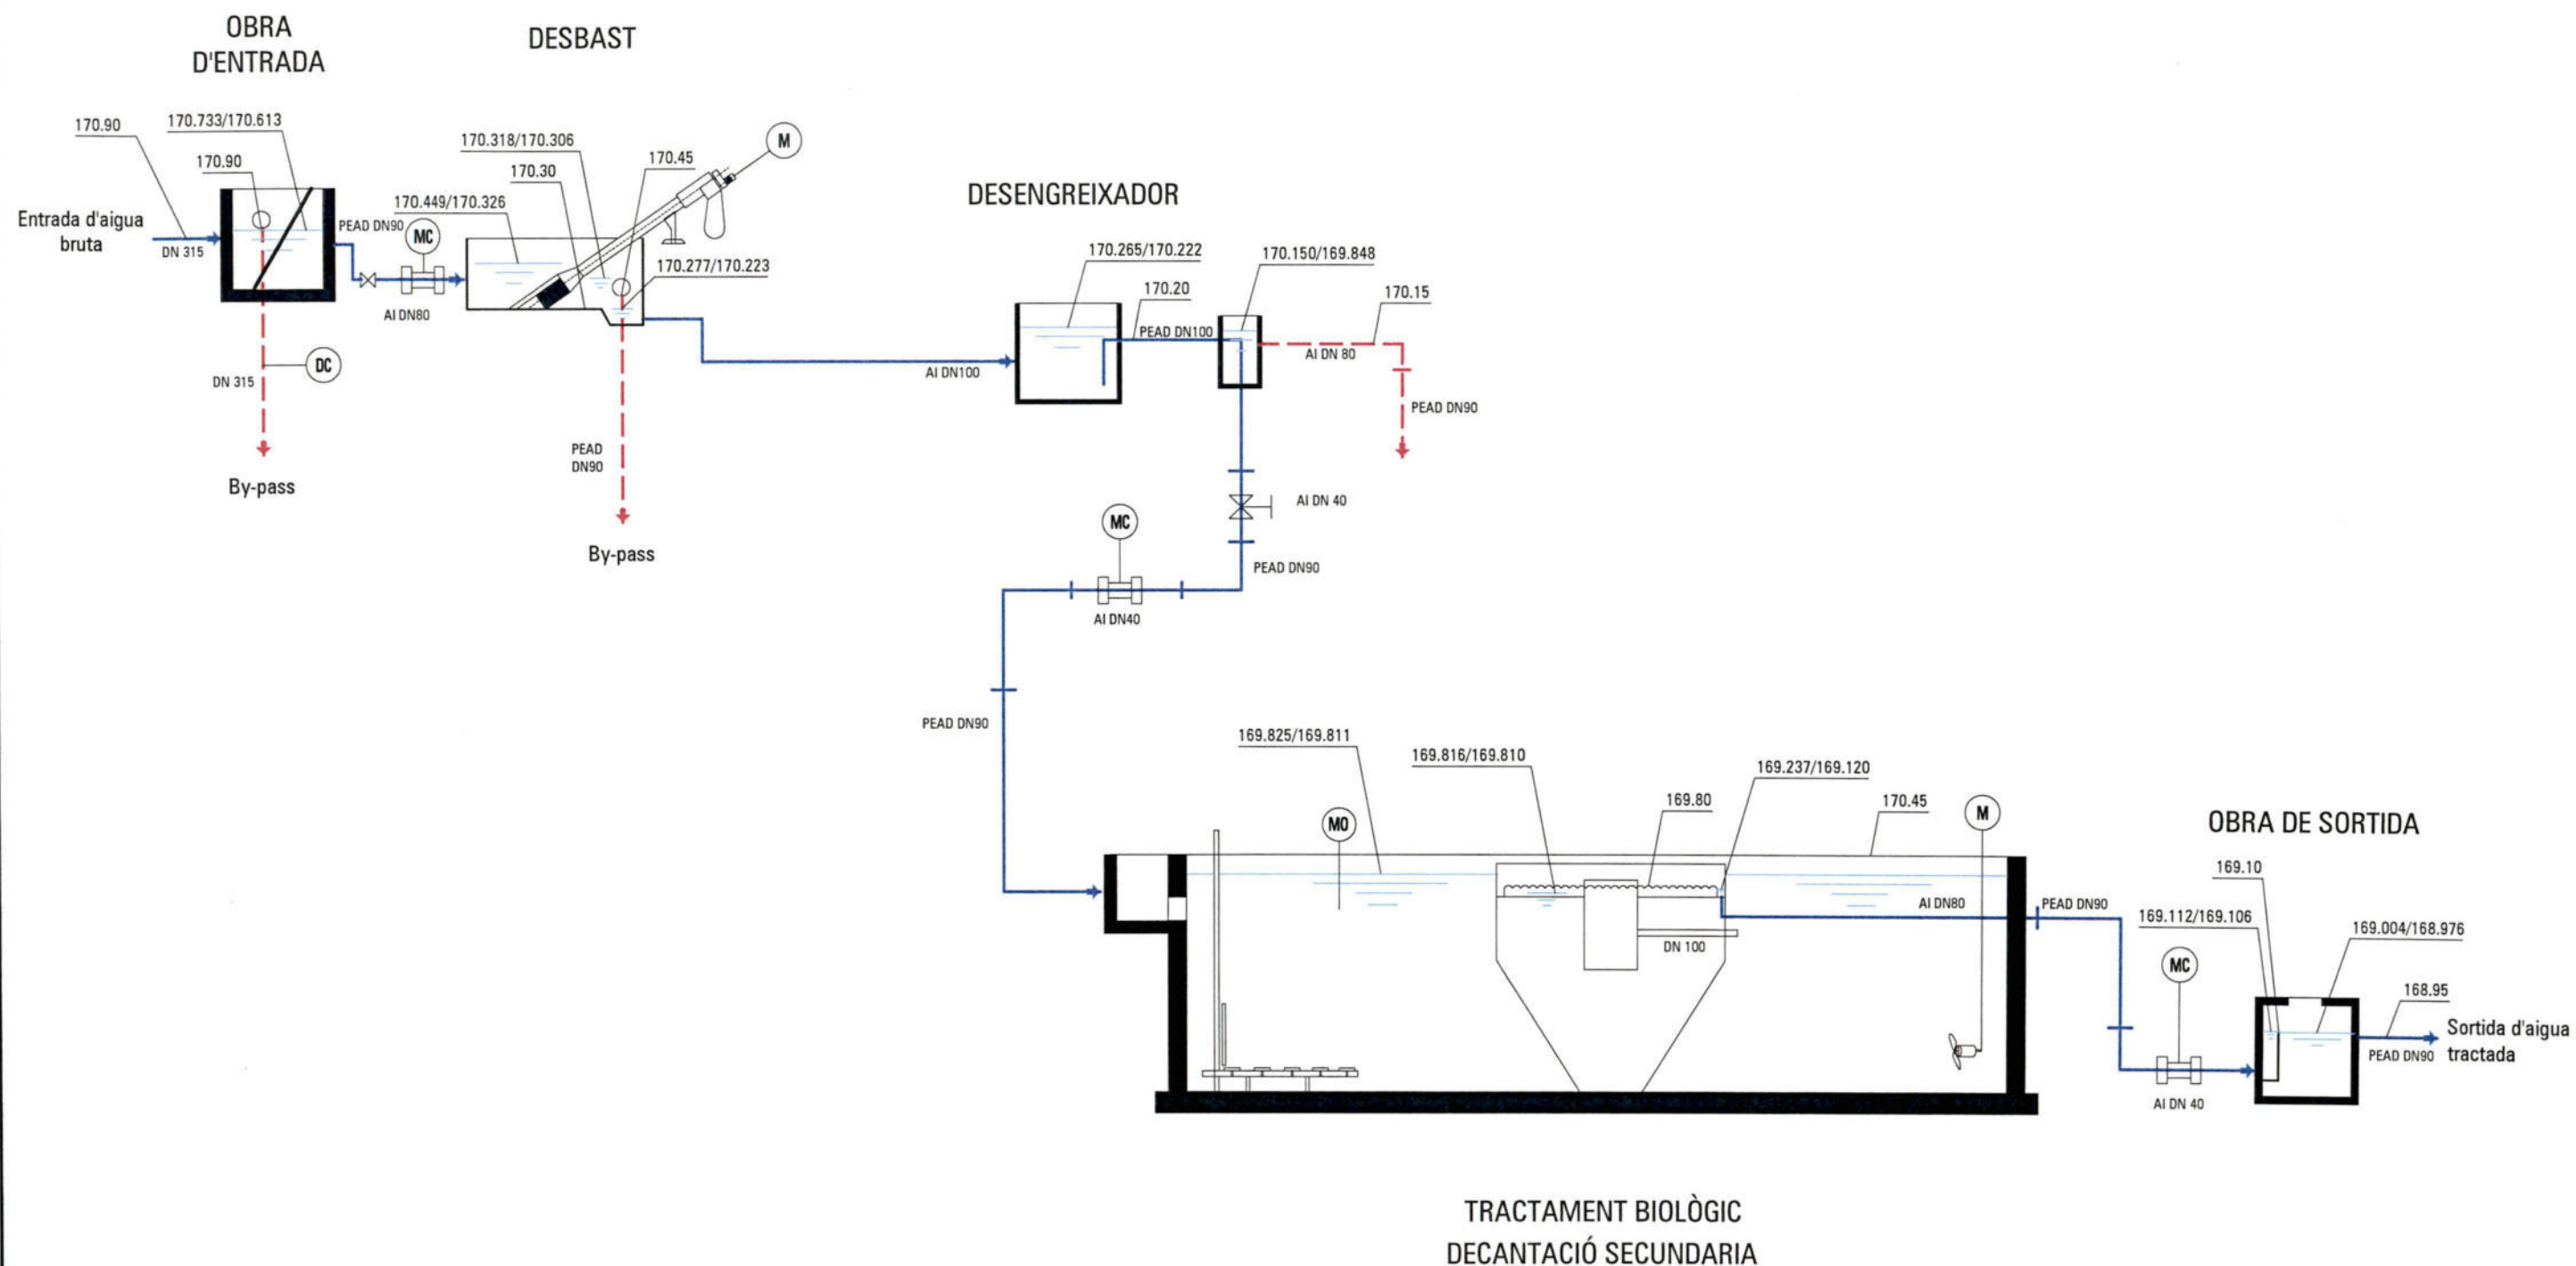 OBRA
D'ENTRADA
DESBAST
170.90
170.733/170.613
170.90
Entrada d'aigua
bruta
DN 315
PEAD DN90
MC
AI DN80
DN 315
DC
By-pass
170.318/170.306
170.30
170.45
M
170.449/170.326
170.277/170.223
PEAD
DN90
By-pass
AI DN100
DESENGREIXADOR
170.265/170.222
170.20
PEAD DN100
170.150/169.848
170.15
AI DN 80
PEAD DN90
AI DN 40
PEAD DN90
MC
AI DN40
PEAD DN90
169.825/169.811
169.816/169.810
169.237/169.120
169.80
170.45
MO
M
AI DN80
DN 100
PEAD DN90
OBRA DE SORTIDA
169.10
169.112/169.106
169.004/168.976
MC
168.95
Sortida d'aigua
tractada
PEAD DN90
AI DN 40
TRACTAMENT BIOLÒGIC
DECANTACIÓ SECUNDARIA